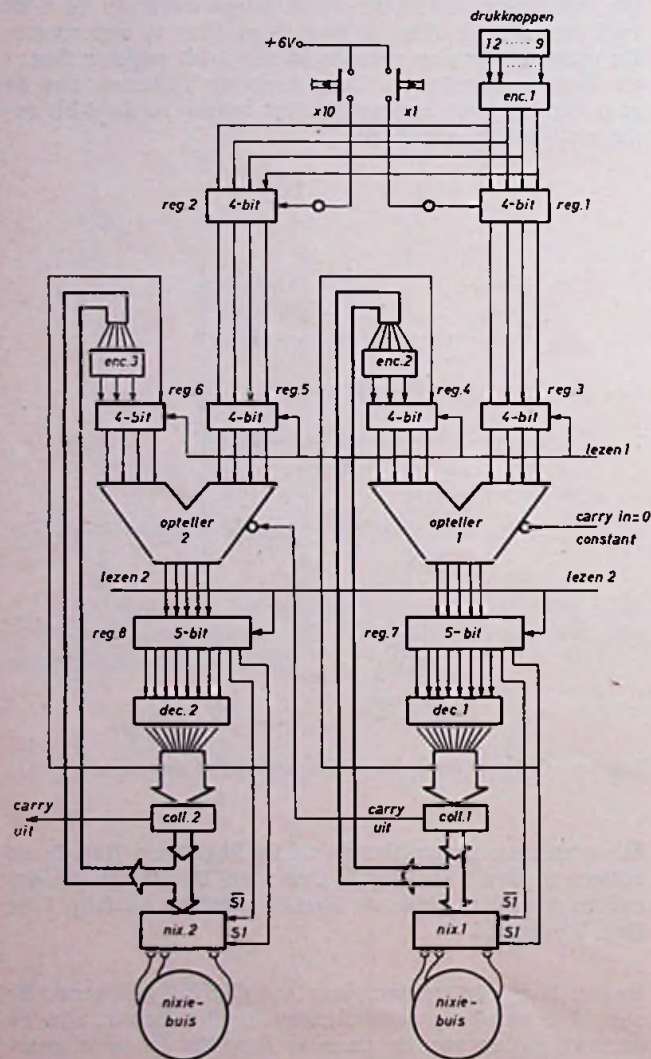 drukknoppen
+6V
12 ..... 9
enc.1
x10
x1
reg.2
4-bit
4-bit
reg.1
enc.3
enc.2
reg.6
reg.5
reg.4
reg.3
4-bit
4-bit
4-bit
4-bit
lezen 1
opteller
2
opteller
1
carry in=0
constant
lezen 2
lezen 2
reg.8
5-bit
reg.7
5-bit
dec.2
dec.1
carry
uit
coll.2
carry
uit
coll.1
S̅1̅
S1
nix.2
S̅1̅
S1
nix.1
nixie-
buis
nixie-
buis